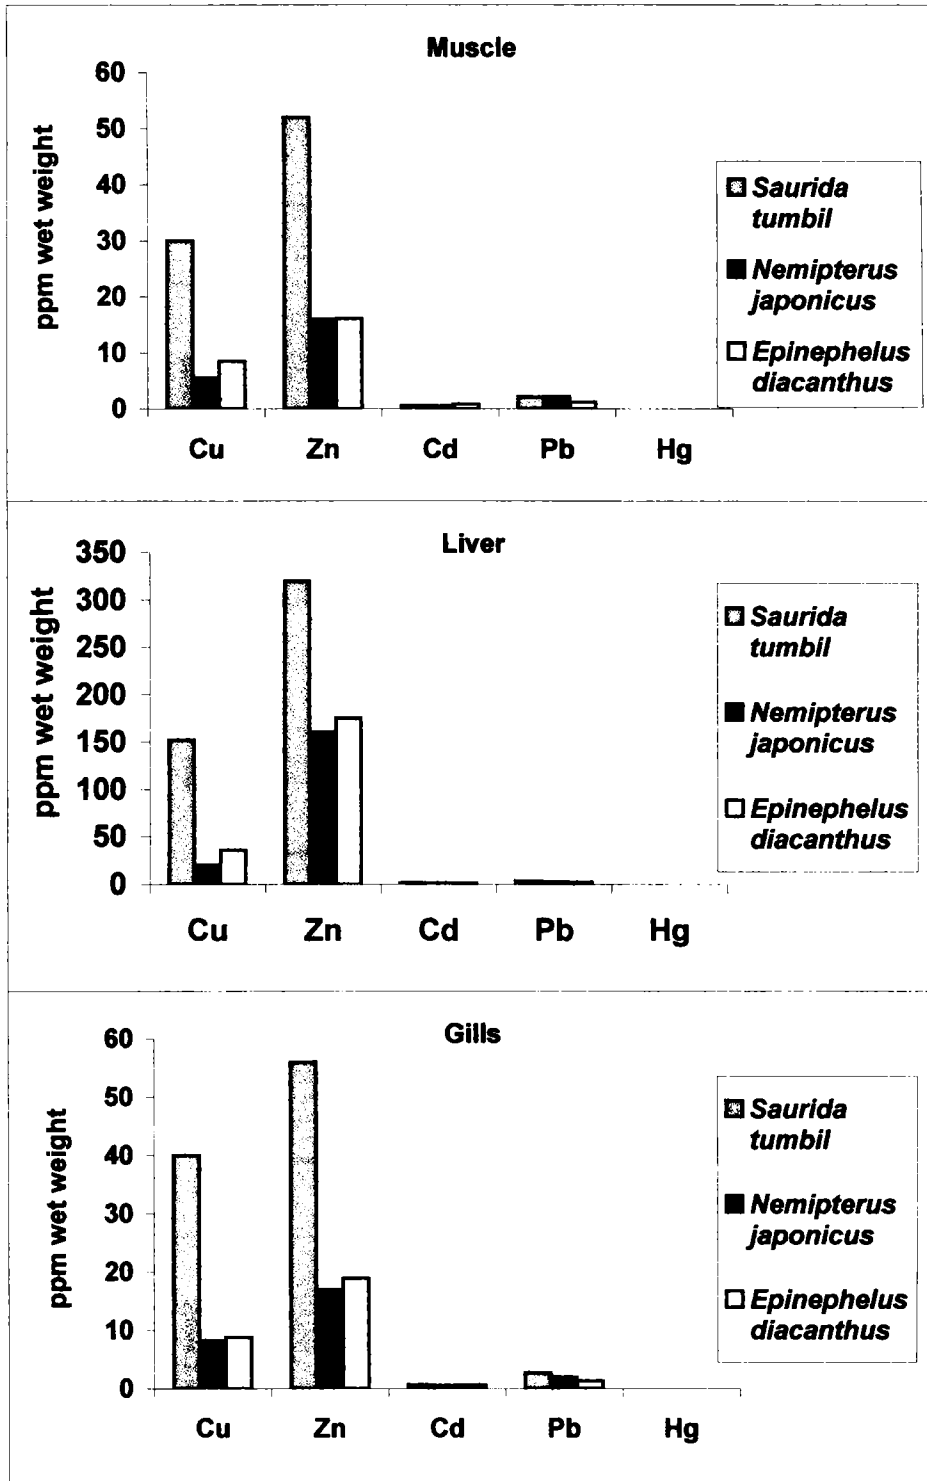 Muscle
60
50
40
30
20
10
0
ppm wet weight
Cu Zn Cd Pb Hg
Saurida
tumbil
Nemipterus
japonicus
Epinephelus
diacanthus
Liver
350
300
250
200
150
100
50
0
ppm wet weight
Cu Zn Cd Pb Hg
Saurida
tumbil
Nemipterus
japonicus
Epinephelus
diacanthus
Gills
60
50
40
30
20
10
0
ppm wet weight
Cu Zn Cd Pb Hg
Saurida
tumbil
Nemipterus
japonicus
Epinephelus
diacanthus